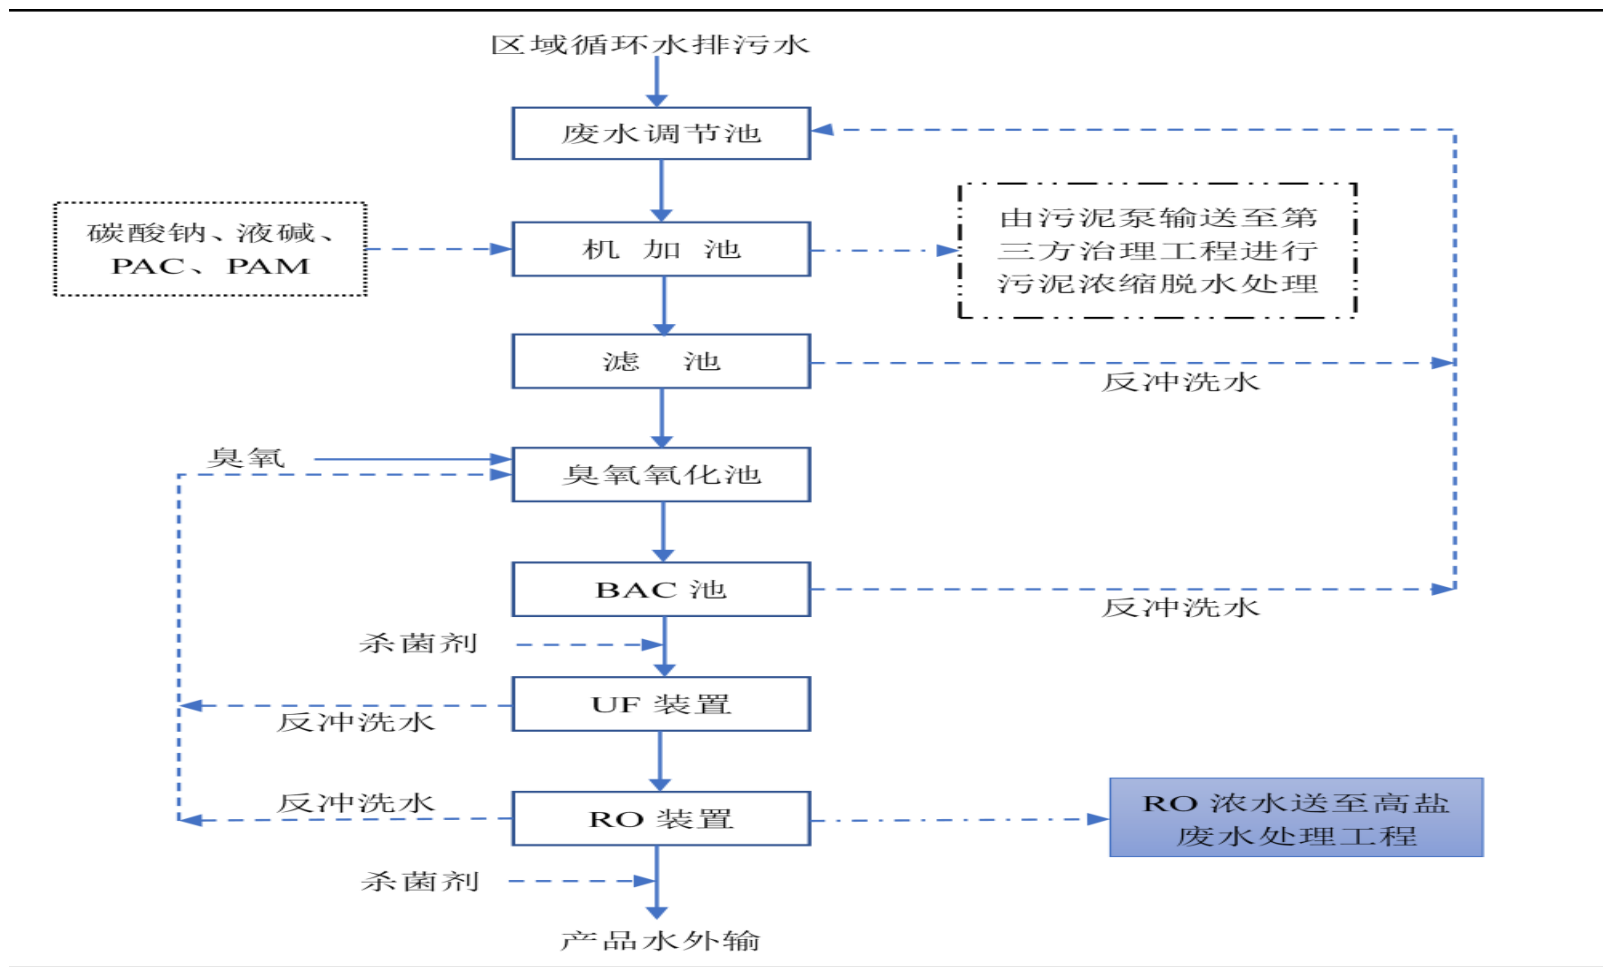 区域循环水排污水
废水调节池
碳酸钠、液碱、
PAC、PAM
机加池
由污泥泵输送至第
三方治理工程进行
污泥浓缩脱水处理
滤池
反冲洗水
臭氧
臭氧氧化池
BAC 池
反冲洗水
杀菌剂
UF 装置
反冲洗水
反冲洗水
RO 装置
RO 浓水送至高盐
废水处理工程
杀菌剂
产品水外输